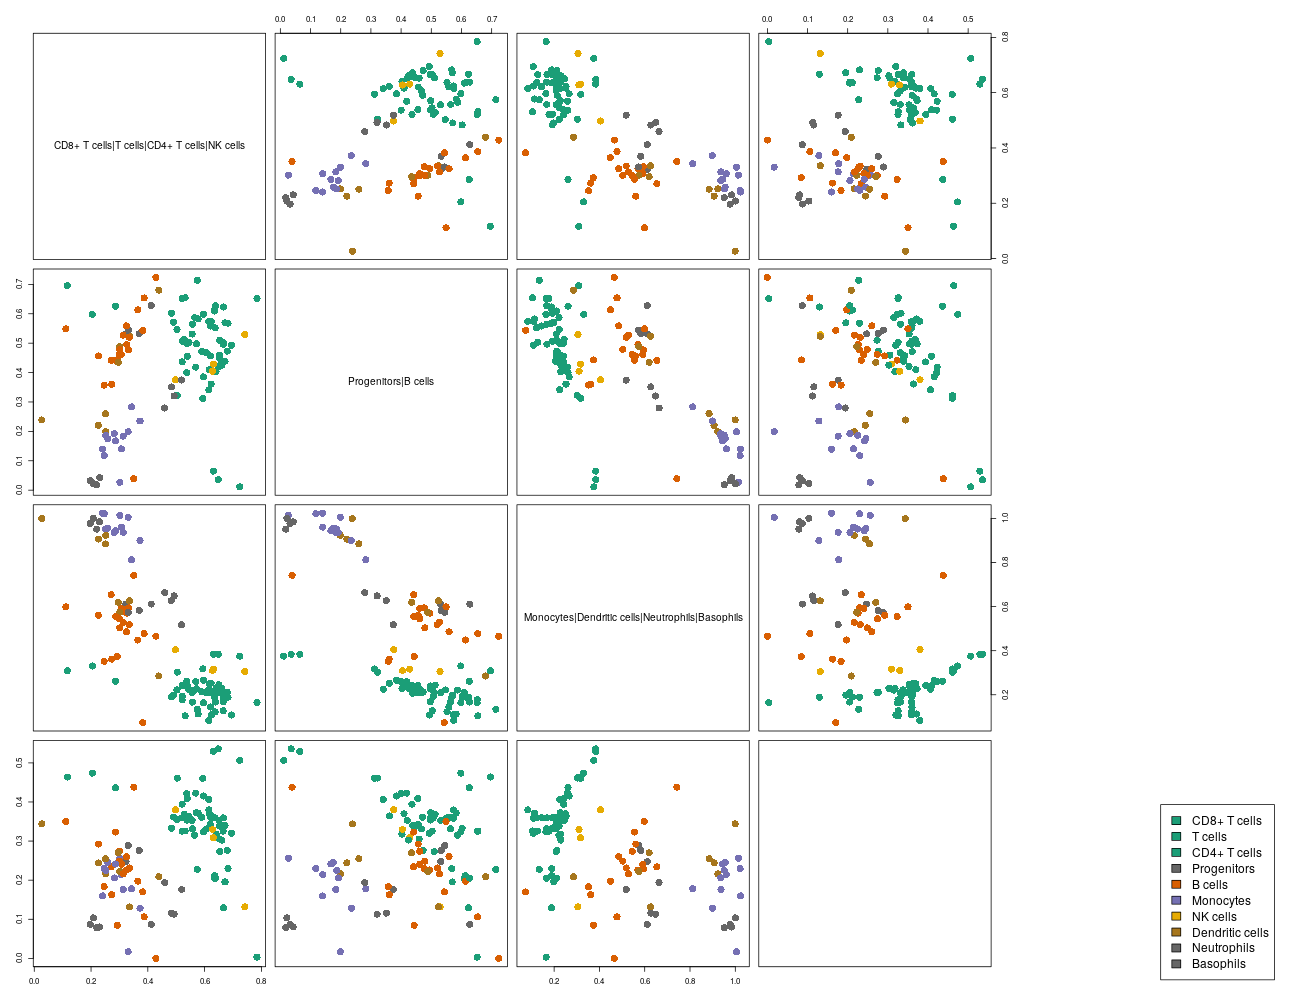 0.0 0.1 0.2 0.3 0.4 0.5 0.6 0.7
0.0 0.1 0.2 0.3 0.4 0.5
CD8+ T cells|T cells|CD4+ T cells|NK cells
0.0 0.2 0.4 0.6 0.8
0.0 0.1 0.2 0.3 0.4 0.5 0.6 0.7
Progenitors|B cells
Monocytes|Dendritic cells|Neutrophils|Basophils
0.2 0.4 0.6 0.8 1.0
0.0 0.1 0.2 0.3 0.4 0.5
0.0 0.2 0.4 0.6 0.8
0.2 0.4 0.6 0.8 1.0
CD8+ T cells
T cells
CD4+ T cells
Progenitors
B cells
Monocytes
NK cells
Dendritic cells
Neutrophils
Basophils